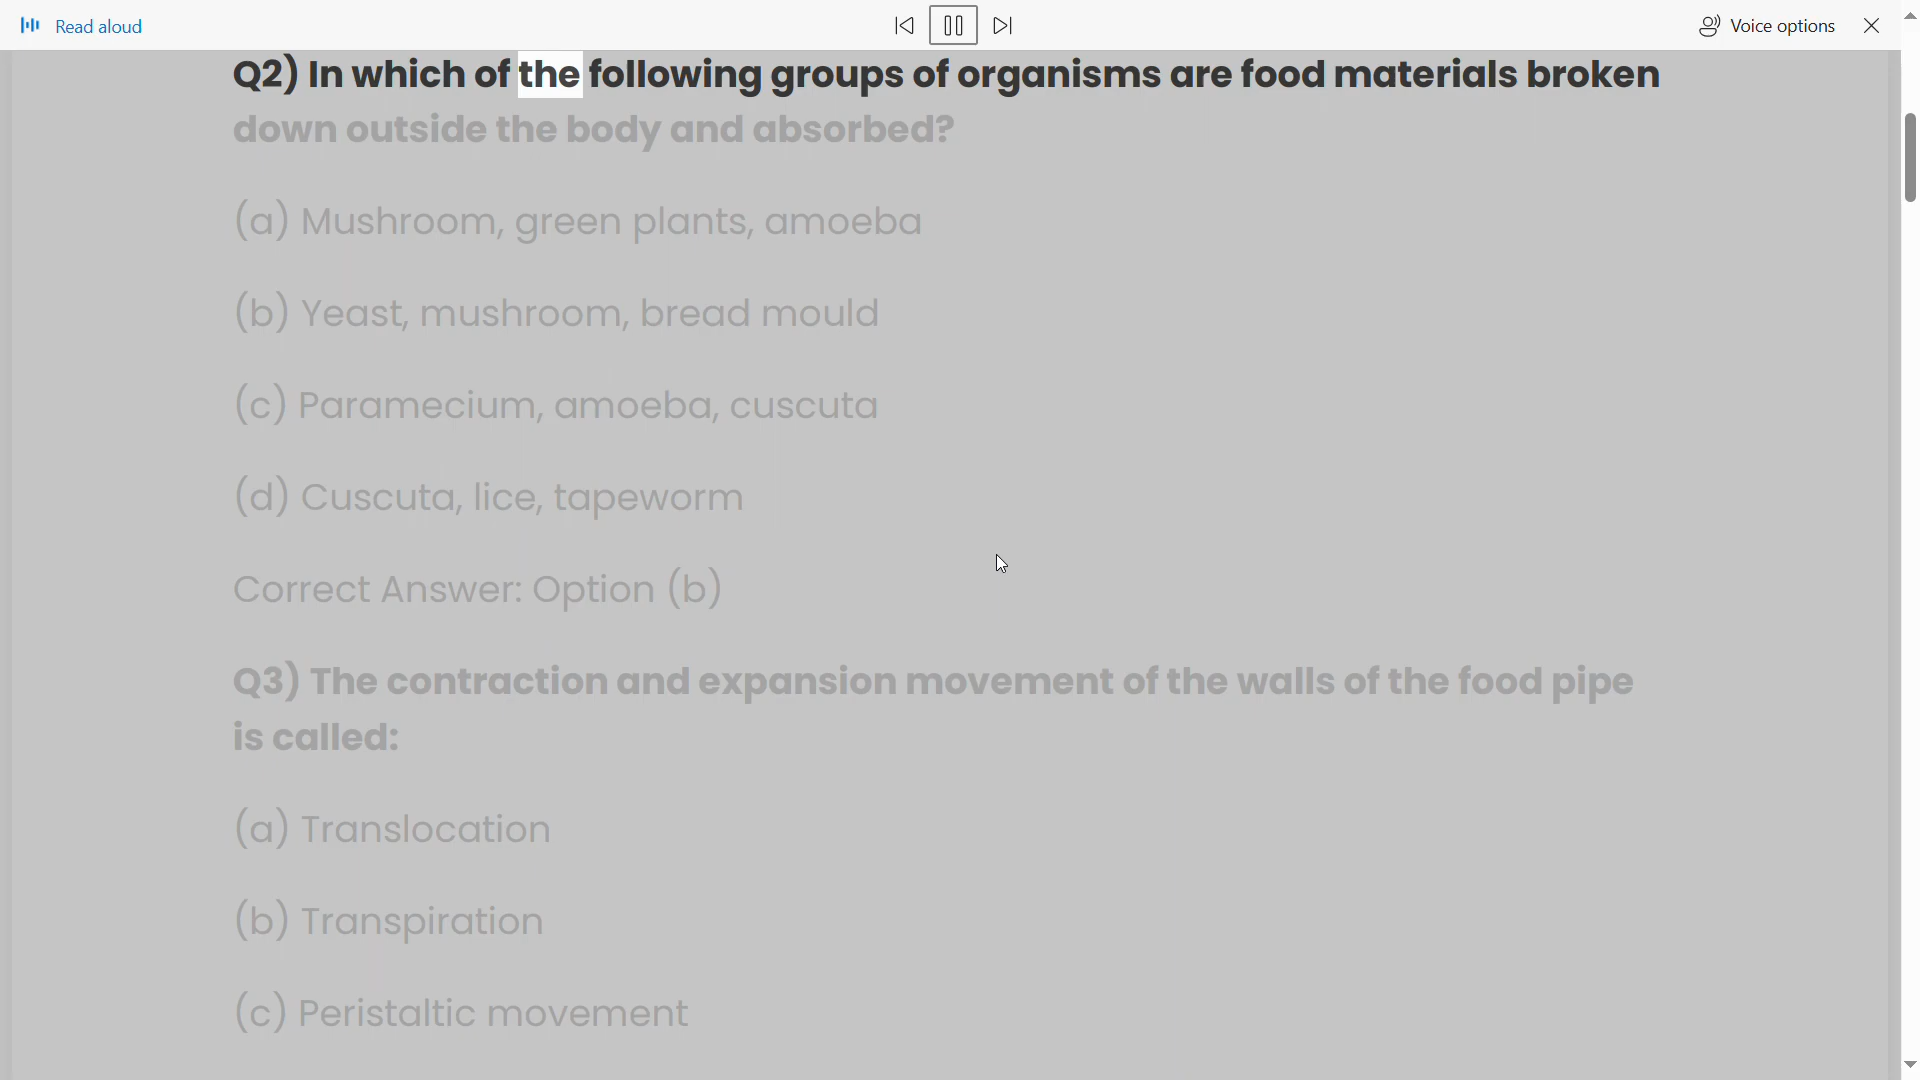 Read aloud
Voice options
Q2) In which of the following groups of organisms are food materials broken
down outside the body and absorbed?
(a) Mushroom, green plants, amoeba
(b) Yeast, mushroom, bread mould
(c) Paramecium, amoeba, cuscuta
(d) Cuscuta, lice, tapeworm
Correct Answer: Option (b)
Q3) The contraction and expansion movement of the walls of the food pipe
is called:
(a) Translocation
(b) Transpiration
(c) Peristaltic movement